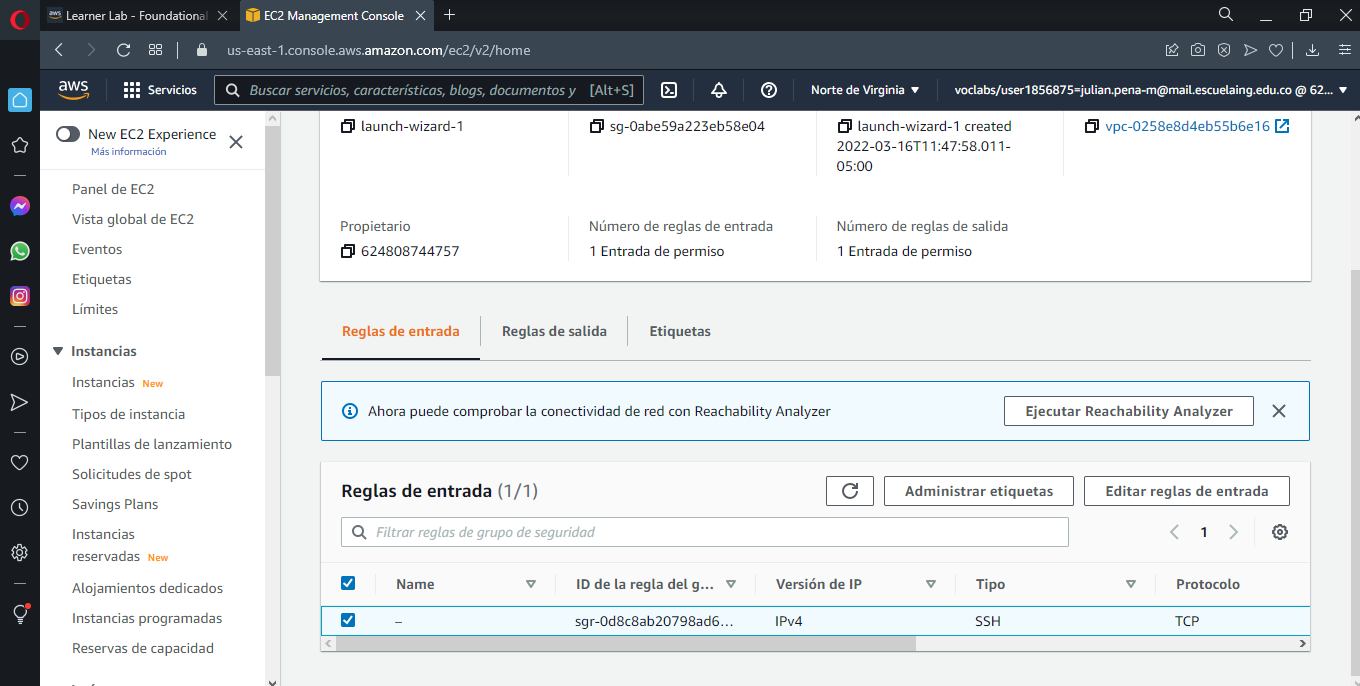 aws Learner Lab - Foundational
EC2 Management Console
us-east-1.console.aws.amazon.com/ec2/v2/home
aws
Servicios
Buscar servicios, características, blogs, documentos y [Alt+S]
Norte de Virginia
voclabs/user1856875=julian.pena-m@mail.escuelaing.edu.co @ 62...
New EC2 Experience
Más información
Panel de EC2
Vista global de EC2
Eventos
Etiquetas
Límites
Instancias
Instancias New
Tipos de instancia
Plantillas de lanzamiento
Solicitudes de spot
Savings Plans
Instancias
reservadas New
Alojamientos dedicados
Instancias programadas
Reservas de capacidad
launch-wizard-1
sg-0abe59a223eb58e04
launch-wizard-1 created
2022-03-16T11:47:58.011-
05:00
vpc-0258e8d4eb55b6e16
Propietario
624808744757
Número de reglas de entrada
1 Entrada de permiso
Número de reglas de salida
1 Entrada de permiso
Reglas de entrada
Reglas de salida
Etiquetas
Ahora puede comprobar la conectividad de red con Reachability Analyzer
Ejecutar Reachability Analyzer
Reglas de entrada (1/1)
Administrar etiquetas
Editar reglas de entrada
Filtrar reglas de grupo de seguridad
1
Name
ID de la regla del g...
Versión de IP
Tipo
Protocolo
–
sgr-0d8c8ab20798ad6...
IPv4
SSH
TCP